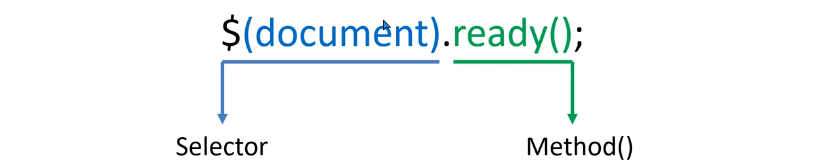 $(document).ready();
Selector
Method()